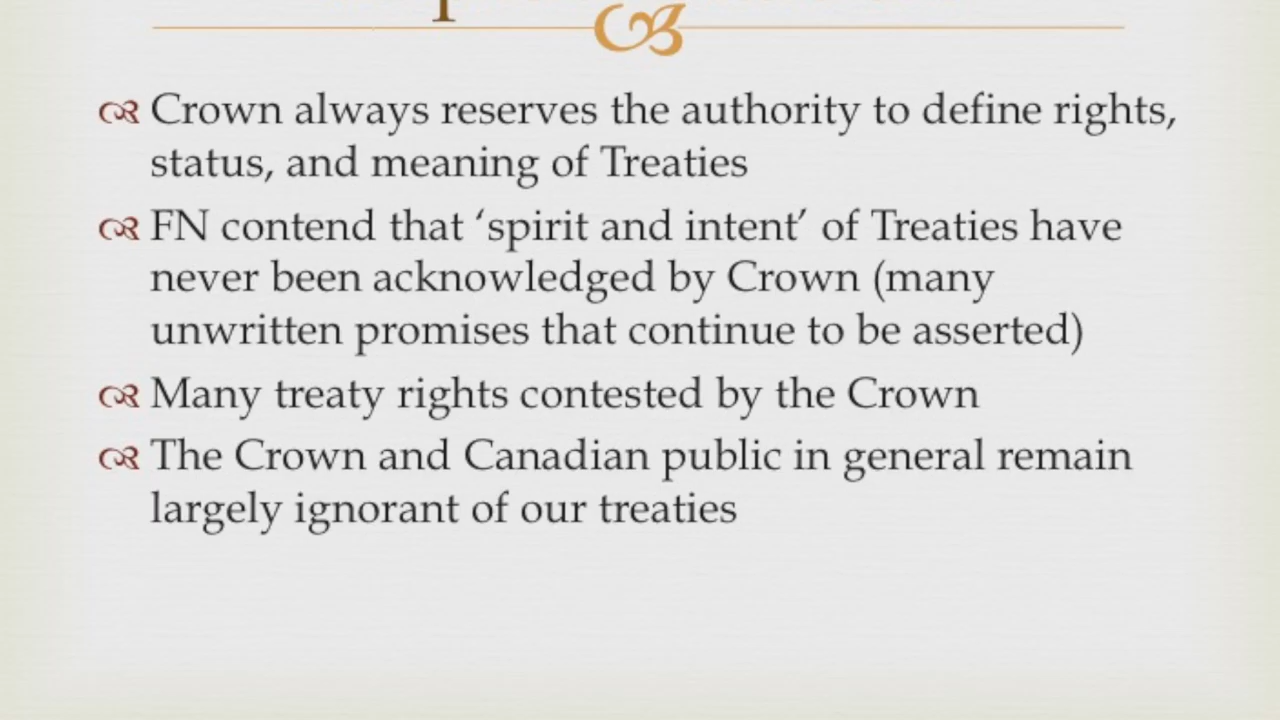 Crown always reserves the authority to define rights,
status, and meaning of Treaties
FN contend that ‘spirit and intent’ of Treaties have
never been acknowledged by Crown (many
unwritten promises that continue to be asserted)
Many treaty rights contested by the Crown
The Crown and Canadian public in general remain
largely ignorant of our treaties